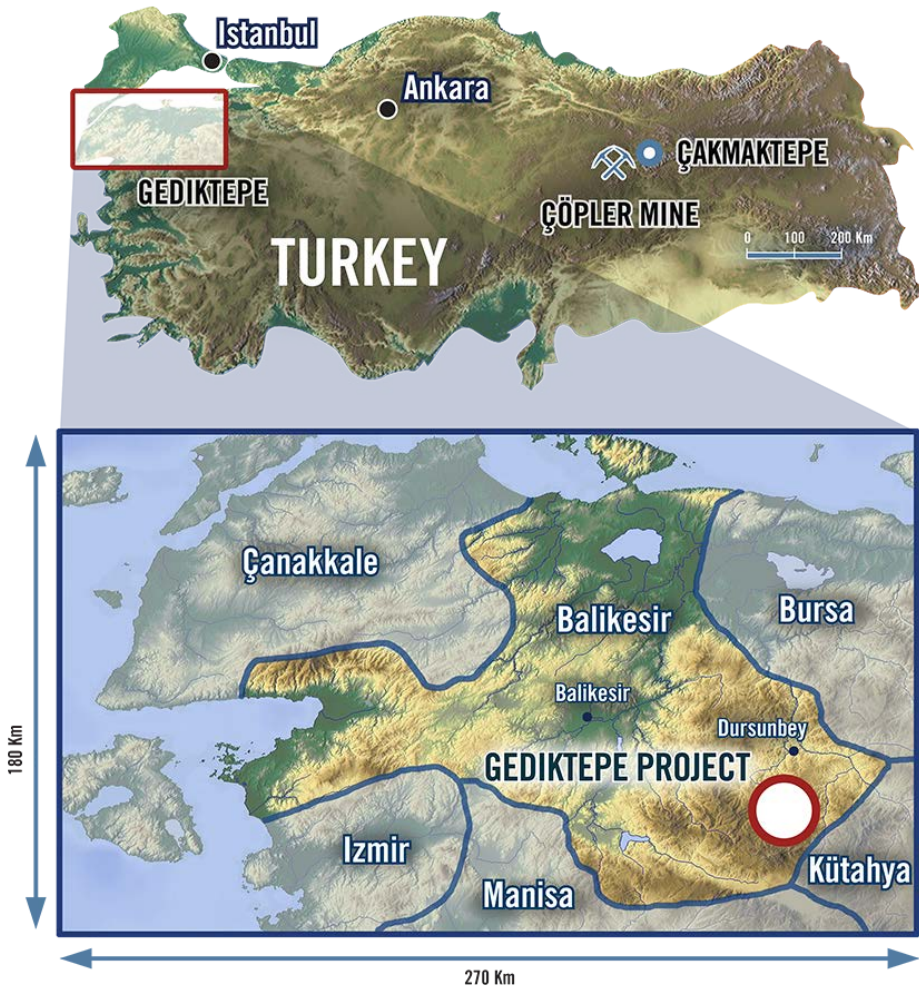 Istanbul
Ankara
ÇAKMAKTEPE
GEDIKTEPE
ÇÖPLER MINE
TURKEY
0 100 200 Km
Çanakkale
Balikesir
Bursa
Balikesir
Dursunbey
GEDIKTEPE PROJECT
Izmir
Manisa
Kütahya
180 Km
270 Km